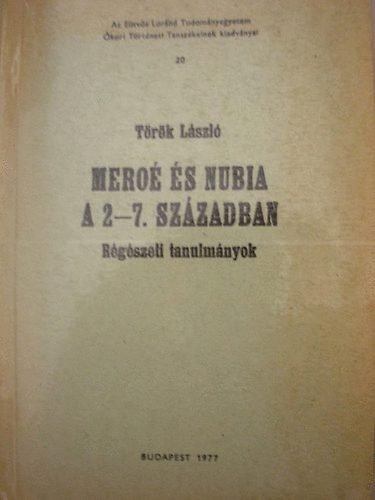 Az Eötvös Loránd Tudományegyetem
Ókori Történeti Tanszékeinek kiadványai
20
Török László
MEROÉ ÉS NUBIA
A 2—7. SZÁZADBAN
Régészeti tanulmányok
BUDAPEST 1977